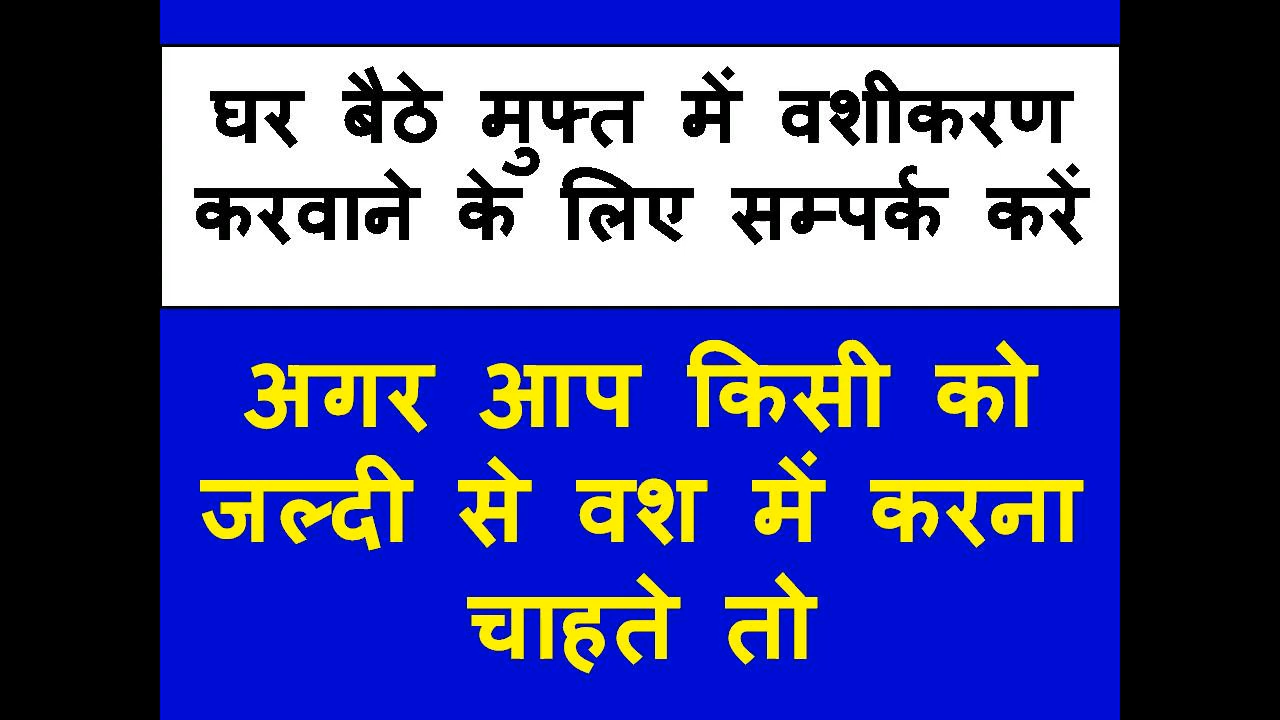 घर बैठे मुफ्त में वशीकरण
करवाने के लिए सम्पर्क करें
अगर आप किसी को
जल्दी से वश में करना
चाहते तो